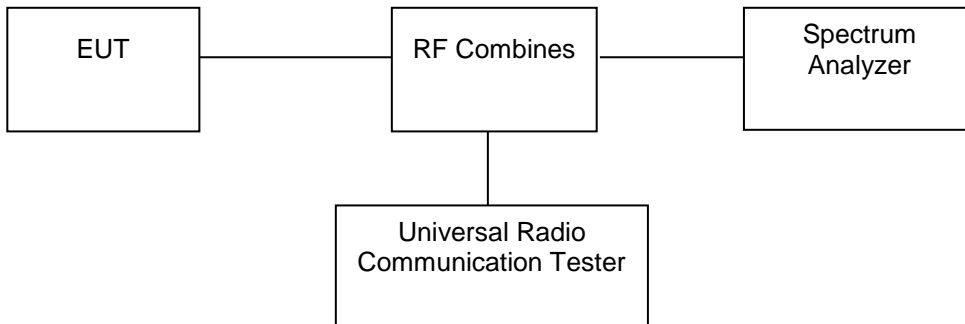 EUT
RF Combines
Spectrum
Analyzer
Universal Radio
Communication Tester